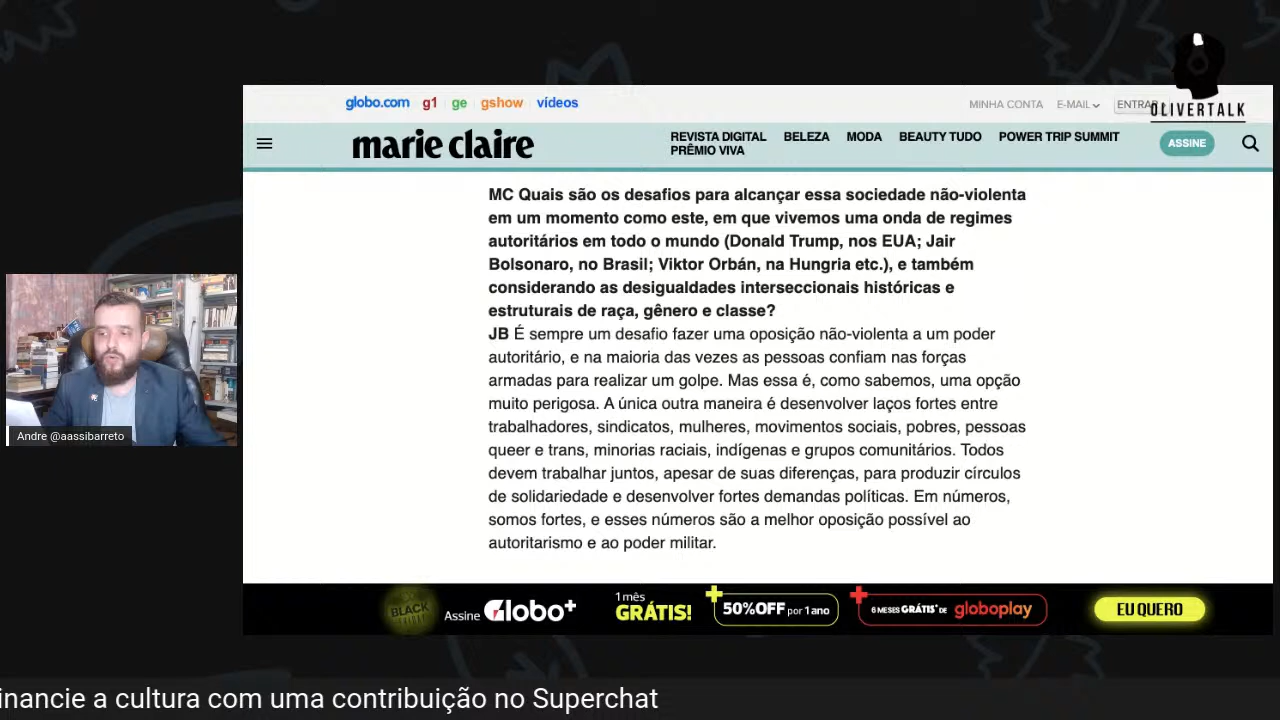 globo.com g1 ge gshow vídeos
MINHA CONTA E-MAIL ENTRAR
OLIVERTALK
marie claire
REVISTA DIGITAL BELEZA MODA BEAUTY TUDO POWER TRIP SUMMIT
PRÊMIO VIVA
ASSINE
MC Quais são os desafios para alcançar essa sociedade não-violenta
em um momento como este, em que vivemos uma onda de regimes
autoritários em todo o mundo (Donald Trump, nos EUA; Jair
Bolsonaro, no Brasil; Viktor Orbán, na Hungria etc.), e também
considerando as desigualdades interseccionais históricas e
estruturais de raça, gênero e classe?
JB É sempre um desafio fazer uma oposição não-violenta a um poder
autoritário, e na maioria das vezes as pessoas confiam nas forças
armadas para realizar um golpe. Mas essa é, como sabemos, uma opção
muito perigosa. A única outra maneira é desenvolver laços fortes entre
trabalhadores, sindicatos, mulheres, movimentos sociais, pobres, pessoas
queer e trans, minorias raciais, indígenas e grupos comunitários. Todos
devem trabalhar juntos, apesar de suas diferenças, para produzir círculos
de solidariedade e desenvolver fortes demandas políticas. Em números,
somos fortes, e esses números são a melhor oposição possível ao
autoritarismo e ao poder militar.
Andre @aassibarreto
BLACK
Assine Globo+
1 mês
GRÁTIS!
+ 50%OFF por 1 ano
+ 6 MESES GRÁTIS* DE globoplay
EU QUERO
inancie a cultura com uma contribuição no Superchat